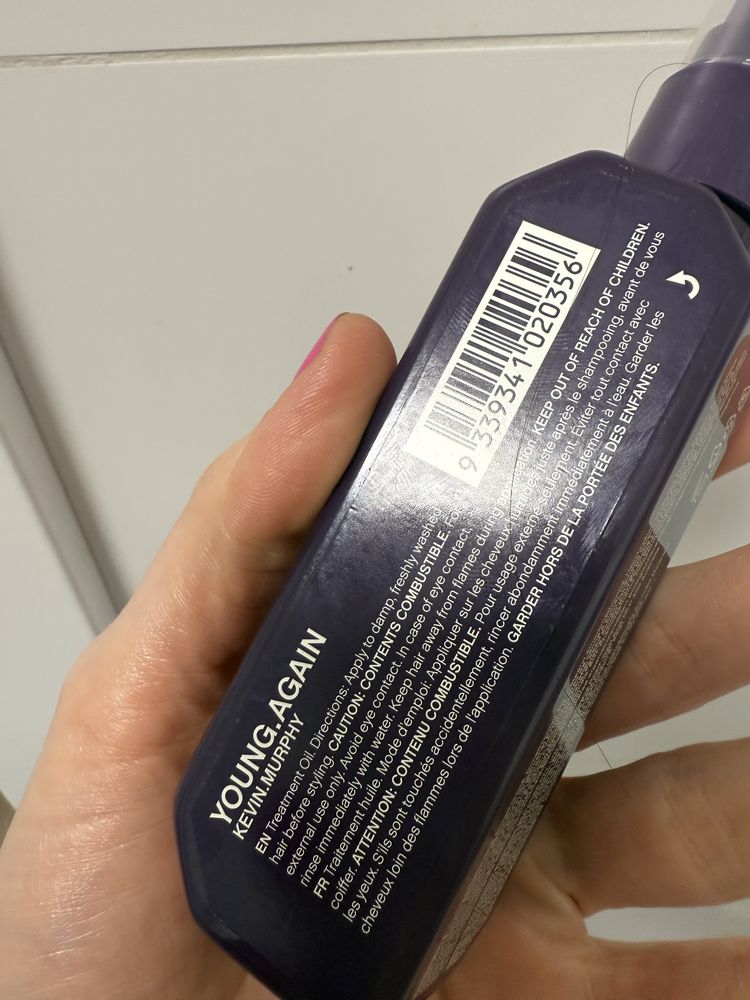 YOUNG.AGAIN
KEVIN.MURPHY
EN Treatment Oil. Directions: Apply to damp, freshly washed
hair before styling. CAUTION: CONTENTS COMBUSTIBLE. For
external use only. Avoid eye contact. In case of eye contact,
rinse immediately with water. Keep hair away from flames during application. KEEP OUT OF REACH OF CHILDREN.
FR Traitement huile. Mode d'emploi: Appliquer sur les cheveux juste après le shampooing, avant de vous
coiffer. ATTENTION: CONTENU COMBUSTIBLE. Pour usage externe seulement. Eviter tout contact avec
les yeux. S'ils sont touchés accidentellement, rincer abondamment immédiatement à l'eau. Garder les
cheveux loin des flammes lors de l'application. GARDER HORS DE LA PORTÉE DES ENFANTS.
9 339341 020356